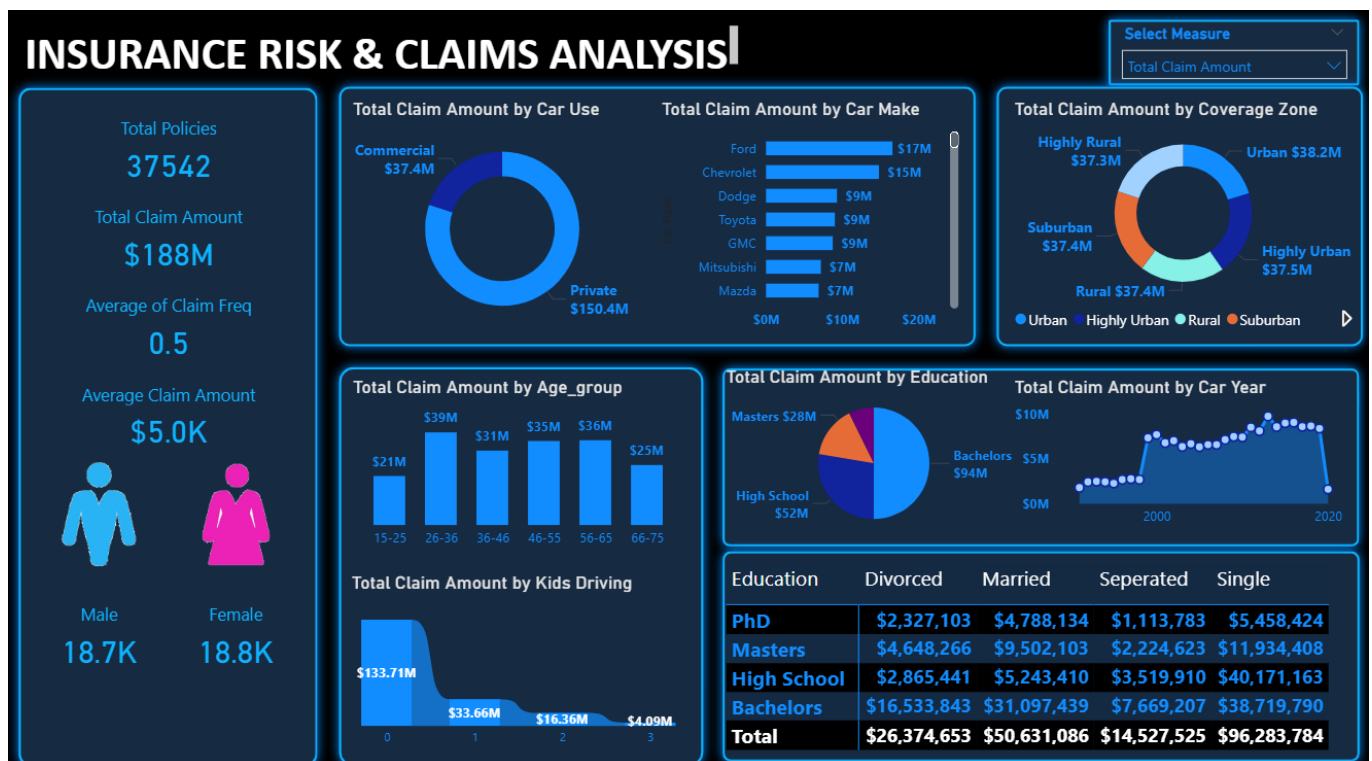 INSURANCE RISK & CLAIMS ANALYSIS
Select Measure
Total Claim Amount
Total Policies
37542
Total Claim Amount
$188M
Average of Claim Freq
0.5
Average Claim Amount
$5.0K
Male
Female
18.7K
18.8K
Total Claim Amount by Car Use
Commercial
$37.4M
Private
$150.4M
Total Claim Amount by Car Make
Ford
$17M
Chevrolet
$15M
Dodge
$9M
Toyota
$9M
GMC
$9M
Mitsubishi
$7M
Mazda
$7M
$0M
$10M
$20M
Total Claim Amount by Coverage Zone
Highly Rural
$37.3M
Urban $38.2M
Suburban
$37.4M
Highly Urban
$37.5M
Rural $37.4M
Urban
Highly Urban
Rural
Suburban
Total Claim Amount by Age_group
$21M
$39M
$31M
$35M
$36M
$25M
15-25
26-36
36-46
46-55
56-65
66-75
Total Claim Amount by Kids Driving
$133.71M
$33.66M
$16.36M
$4.09M
0
1
2
3
Total Claim Amount by Education
Masters $28M
Bachelors
$94M
High School
$52M
Total Claim Amount by Car Year
$10M
$5M
$0M
2000
2020
Education Divorced Married Seperated Single
PhD $2,327,103 $4,788,134 $1,113,783 $5,458,424
Masters $4,648,266 $9,502,103 $2,224,623 $11,934,408
High School $2,865,441 $5,243,410 $3,519,910 $40,171,163
Bachelors $16,533,843 $31,097,439 $7,669,207 $38,719,790
Total $26,374,653 $50,631,086 $14,527,525 $96,283,784